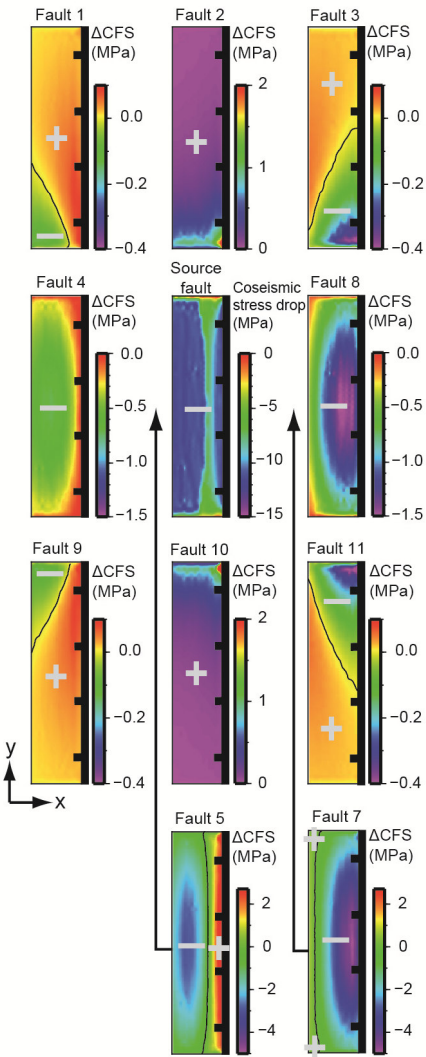 Fault 1
ΔCFS
(MPa)
0.0
−0.2
−0.4
Fault 2
ΔCFS
(MPa)
2
1
0
Fault 3
ΔCFS
(MPa)
0.0
−0.2
−0.4
Fault 4
ΔCFS
(MPa)
0.0
−0.5
−1.0
−1.5
Source
fault
Coseismic
stress drop
(MPa)
0
−5
−10
−15
Fault 8
ΔCFS
(MPa)
0.0
−0.5
−1.0
−1.5
Fault 9
ΔCFS
(MPa)
0.0
−0.2
−0.4
Fault 10
ΔCFS
(MPa)
2
1
0
Fault 11
ΔCFS
(MPa)
0.0
−0.2
−0.4
y
x
Fault 5
ΔCFS
(MPa)
2
0
−2
−4
Fault 7
ΔCFS
(MPa)
2
0
−2
−4